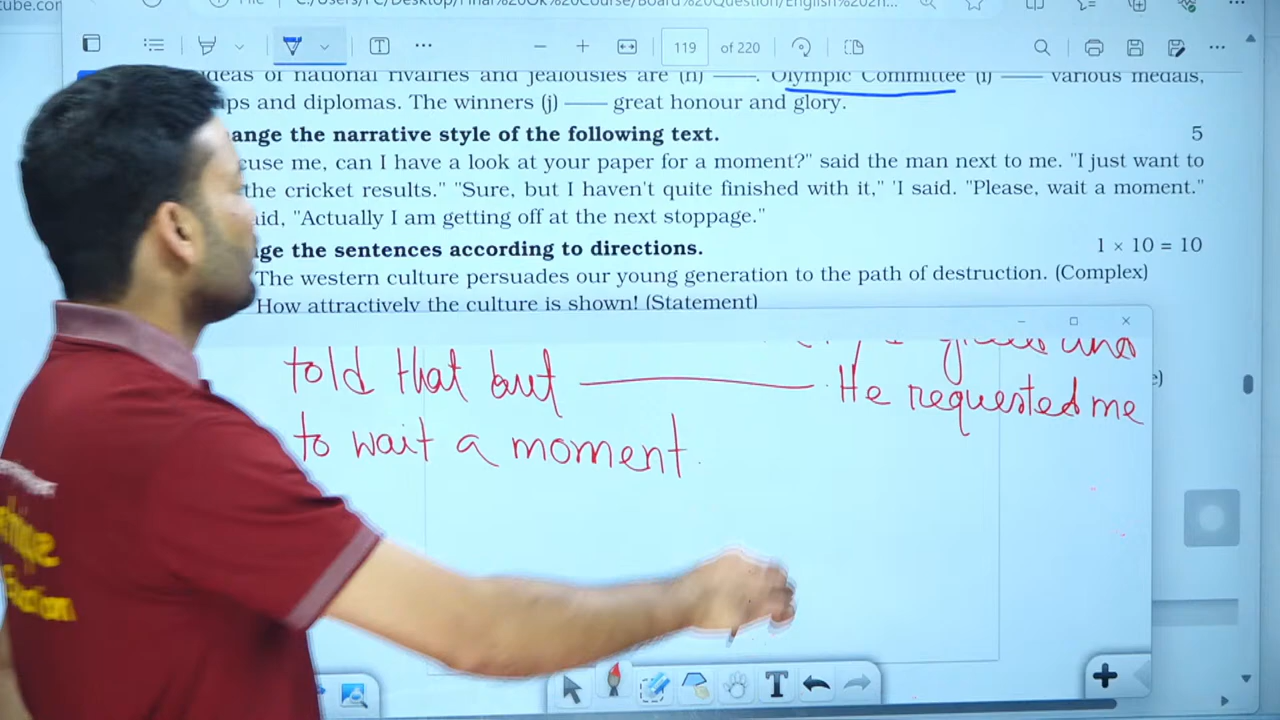 119 of 220
deas of national rivalries and jealousies are (h) ——. Olympic Committee (i) —— various medals,
ps and diplomas. The winners (j) —— great honour and glory.
ange the narrative style of the following text. 5
cuse me, can I have a look at your paper for a moment?" said the man next to me. "I just want to
the cricket results." "Sure, but I haven't quite finished with it," 'I said. "Please, wait a moment."
aid, "Actually I am getting off at the next stoppage."
ge the sentences according to directions. 1 × 10 = 10
The western culture persuades our young generation to the path of destruction. (Complex)
How attractively the culture is shown! (Statement)
told that but —— He requested me
to wait a moment.